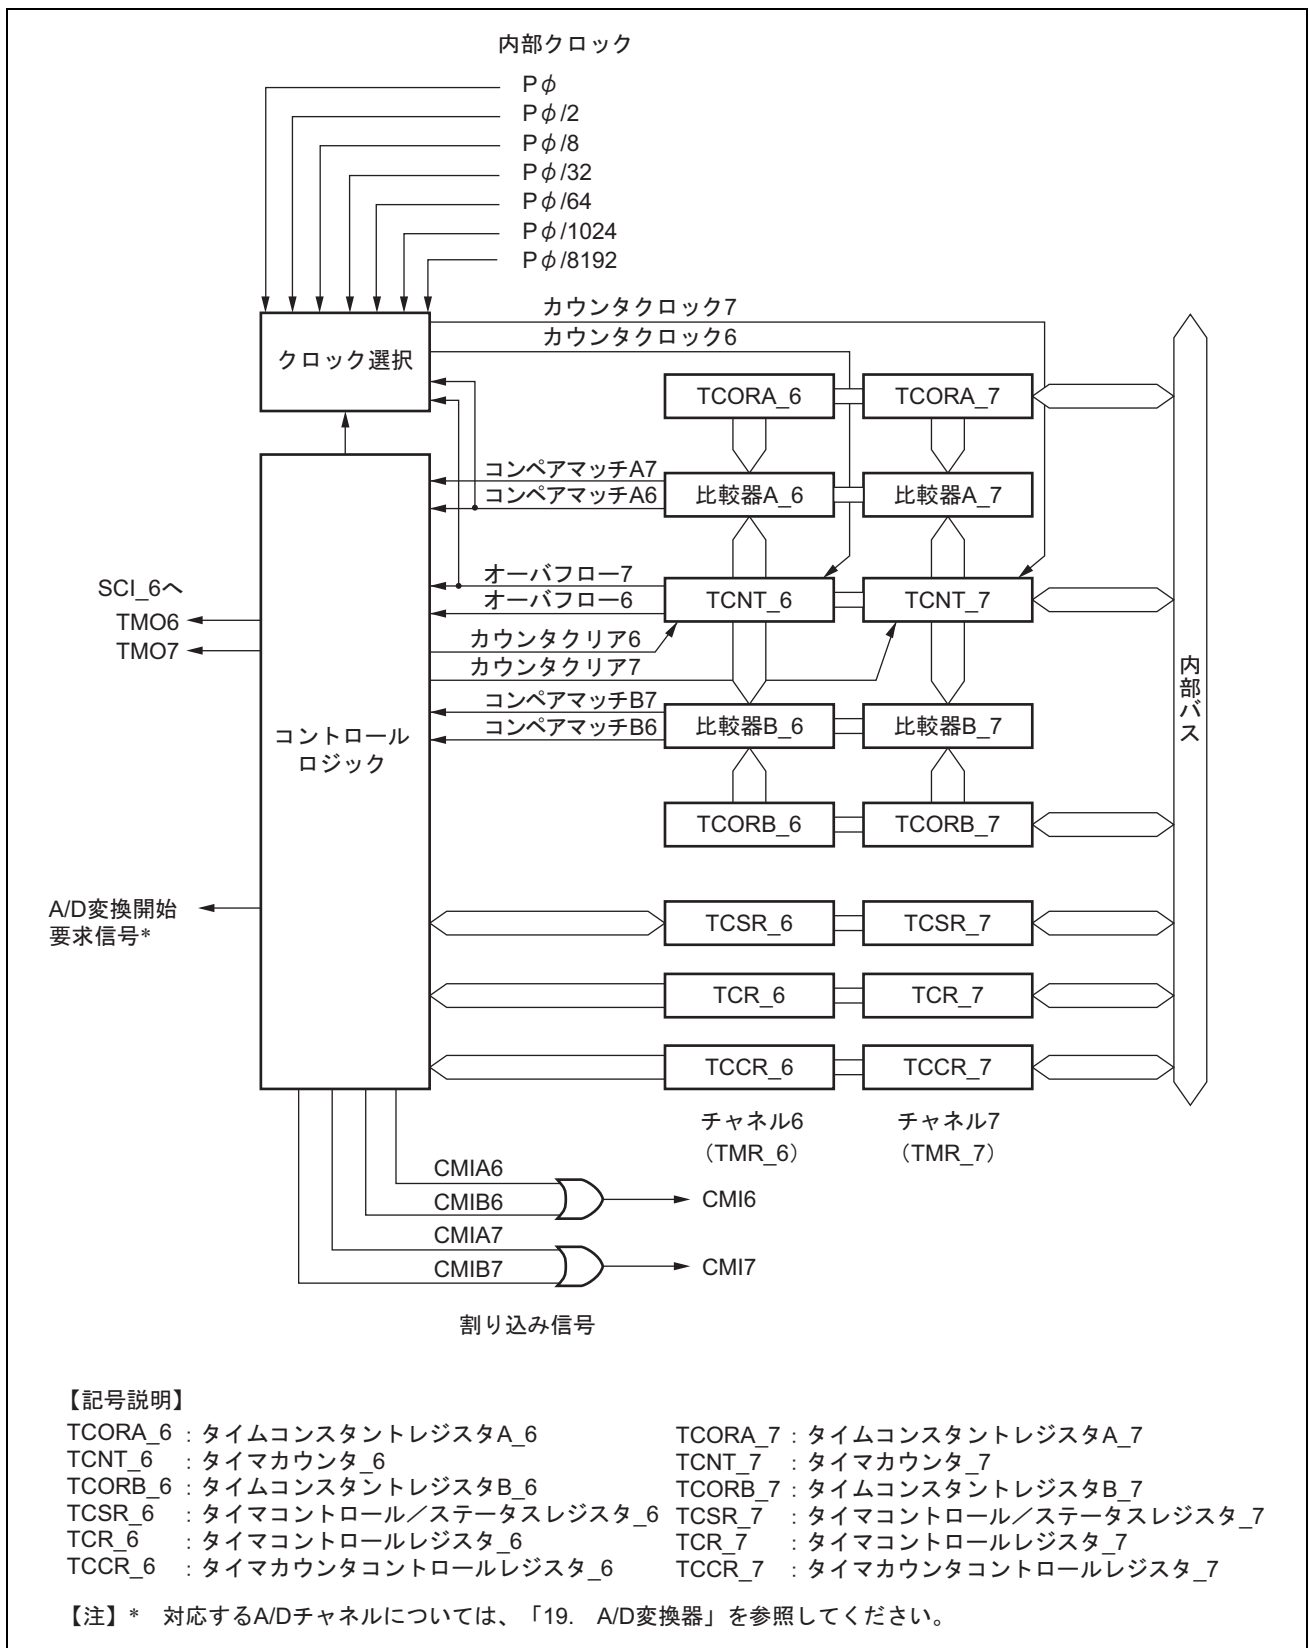 内部クロック
Pφ
Pφ/2
Pφ/8
Pφ/32
Pφ/64
Pφ/1024
Pφ/8192
カウンタクロック7
カウンタクロック6
クロック選択
TCORA_6
TCORA_7
コンペアマッチA7
コンペアマッチA6
比較器A_6
比較器A_7
SCI_6へ
TMO6
TMO7
オーバフロー7
オーバフロー6
TCNT_6
TCNT_7
カウンタクリア6
カウンタクリア7
内部バス
コンペアマッチB7
コンペアマッチB6
比較器B_6
比較器B_7
コントロール
ロジック
TCORB_6
TCORB_7
A/D変換開始
要求信号*
TCSR_6
TCSR_7
TCR_6
TCR_7
TCCR_6
TCCR_7
チャネル6
（TMR_6）
チャネル7
（TMR_7）
CMIA6
CMIB6
CMI6
CMIA7
CMIB7
CMI7
割り込み信号
【記号説明】
TCORA_6 : タイムコンスタントレジスタA_6
TCNT_6 : タイマカウンタ_6
TCORB_6 : タイムコンスタントレジスタB_6
TCSR_6 : タイマコントロール／ステータスレジスタ_6
TCR_6 : タイマコントロールレジスタ_6
TCCR_6 : タイマカウンタコントロールレジスタ_6
TCORA_7 : タイムコンスタントレジスタA_7
TCNT_7 : タイマカウンタ_7
TCORB_7 : タイムコンスタントレジスタB_7
TCSR_7 : タイマコントロール／ステータスレジスタ_7
TCR_7 : タイマコントロールレジスタ_7
TCCR_7 : タイマカウンタコントロールレジスタ_7
【注】* 対応するA/Dチャネルについては、「19. A/D変換器」を参照してください。